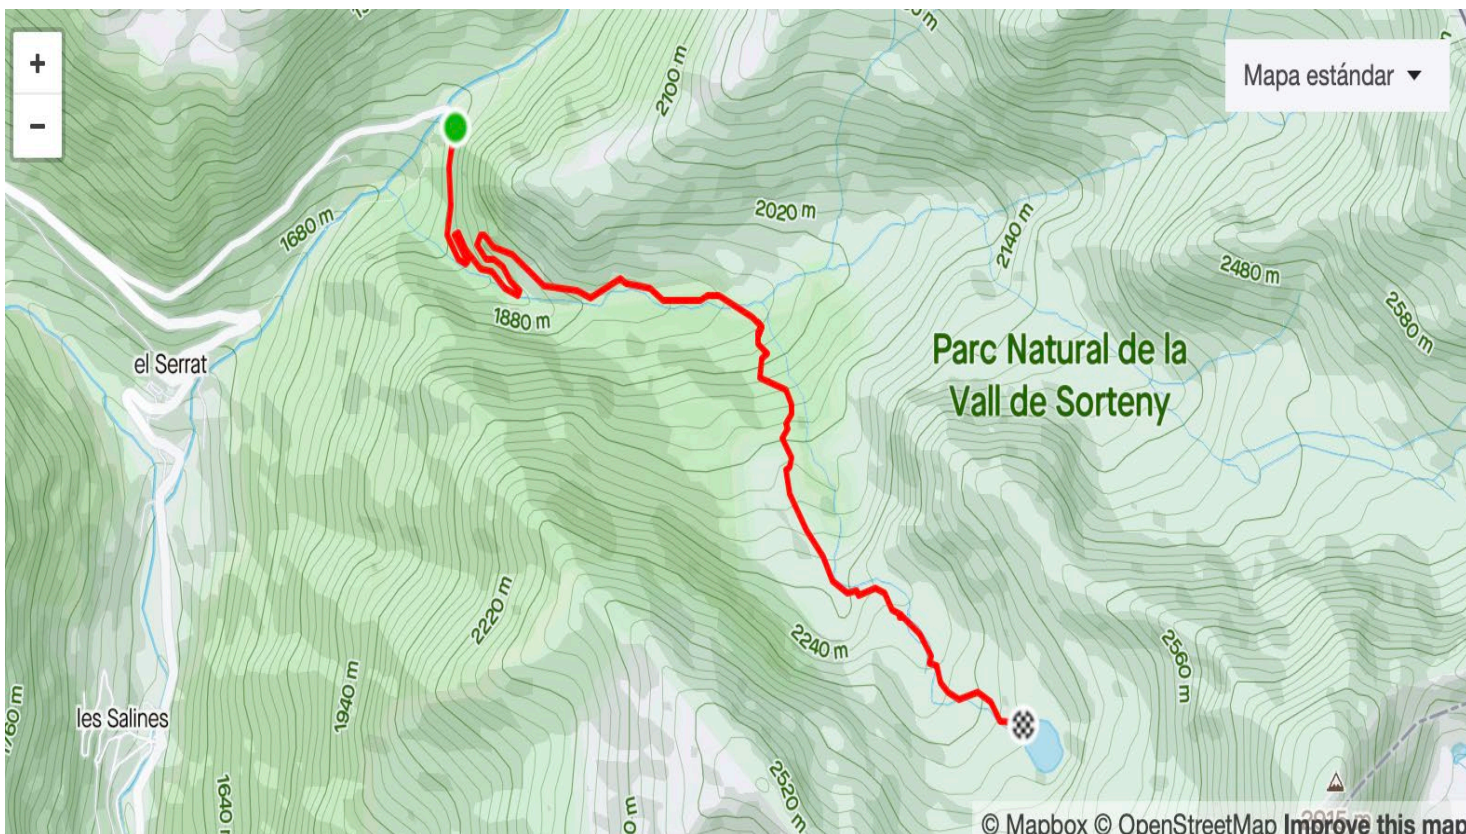 +
−
Mapa estándar
2100 m
2020 m
1680 m
2140 m
2480 m
2580 m
1880 m
Parc Natural de la
Vall de Sorteny
el Serrat
2220 m
2240 m
2560 m
1940 m
les Salines
1640
2520 m
m
© Mapbox © OpenStreetMap Improve this map